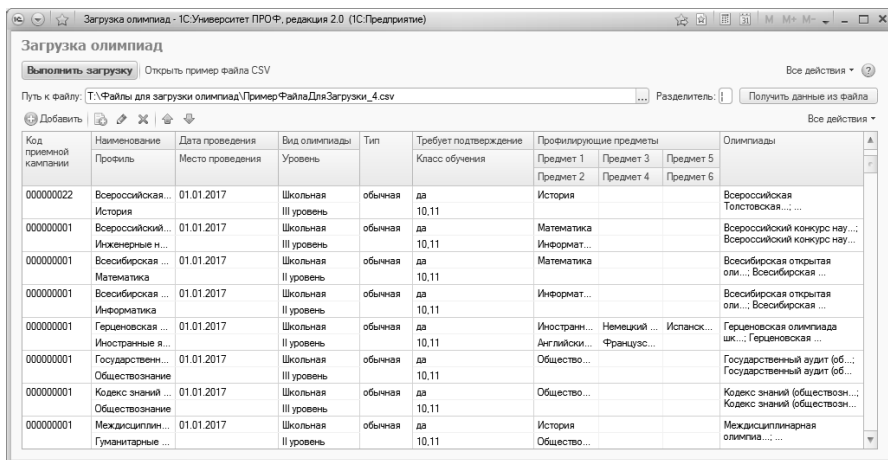 Загрузка олимпиад - 1С:Университет ПРОФ, редакция 2.0 (1С:Предприятие)
M M+ M-
Загрузка олимпиад
Выполнить загрузку Открыть пример файла CSV Все действия
Путь к файлу: T:\Файлы для загрузки олимпиад\ПримерФайлаДляЗагрузки_4.csv ... Разделитель: ¦ Получить данные из файла
Добавить Все действия
Код приемной кампании Наименование Дата проведения Вид олимпиады Тип Требует подтверждение Профилирующие предметы Олимпиады
Профиль Место проведения Уровень Класс обучения Предмет 1 Предмет 3 Предмет 5
Предмет 2 Предмет 4 Предмет 6
000000022 Всероссийская... 01.01.2017 Школьная обычная да История Всероссийская
История III уровень 10,11 Толстовская...; ...
000000001 Всероссийский... 01.01.2017 Школьная обычная да Математика Всероссийский конкурс нау...;
Инженерные н... III уровень 10,11 Информат... Всероссийский конкурс нау...
000000001 Всесибирская ... 01.01.2017 Школьная обычная да Математика Всесибирская открытая
Математика II уровень 10,11 оли...; Всесибирская ...
000000001 Всесибирская ... 01.01.2017 Школьная обычная да Информат... Всесибирская открытая
Информатика II уровень 10,11 оли...; Всесибирская ...
000000001 Герценовская ... 01.01.2017 Школьная обычная да Иностранн... Немецкий ... Испанск... Герценовская олимпиада
Иностранные я... II уровень 10,11 Английски... Французс... шк...; Герценовская ...
000000001 Государственн... 01.01.2017 Школьная обычная да Общество... Государственный аудит (об...;
Обществознание III уровень 10,11 Государственный аудит (об...
000000001 Кодекс знаний ... 01.01.2017 Школьная обычная да Общество... Кодекс знаний (обществозн...;
Обществознание III уровень 10,11 Кодекс знаний (обществозн...
000000001 Междисциплин... 01.01.2017 Школьная обычная да История Междисциплинарная
Гуманитарные ... II уровень 10,11 Общество... олимпиа...; ...